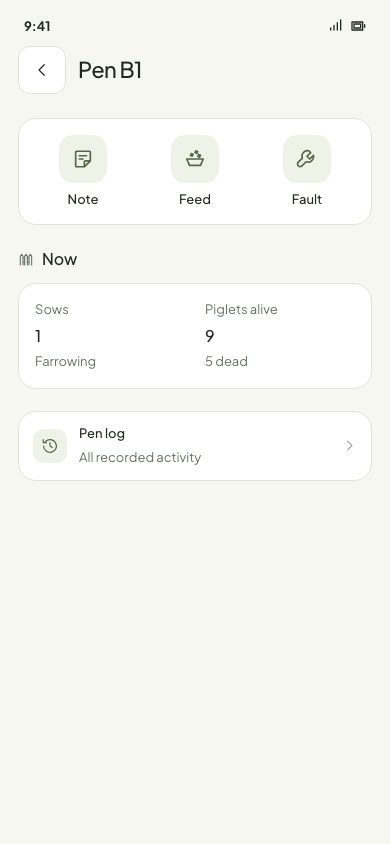 9:41
Pen B1
Note
Feed
Fault
Now
Sows
Piglets alive
1
9
Farrowing
5 dead
Pen log
All recorded activity